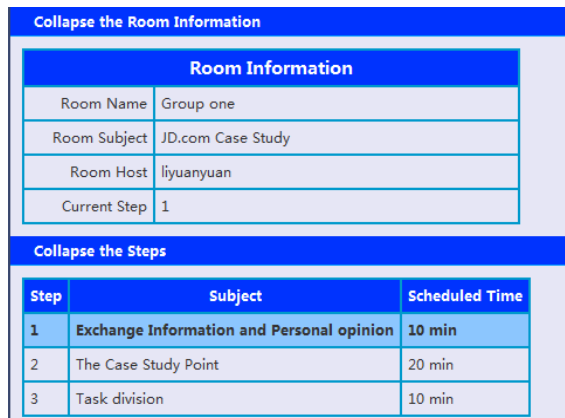 Collapse the Room Information
Room Information
Room Name Group one
Room Subject JD.com Case Study
Room Host liyuanyuan
Current Step 1
Collapse the Steps
Step Subject Scheduled Time
1 Exchange Information and Personal opinion 10 min
2 The Case Study Point 20 min
3 Task division 10 min